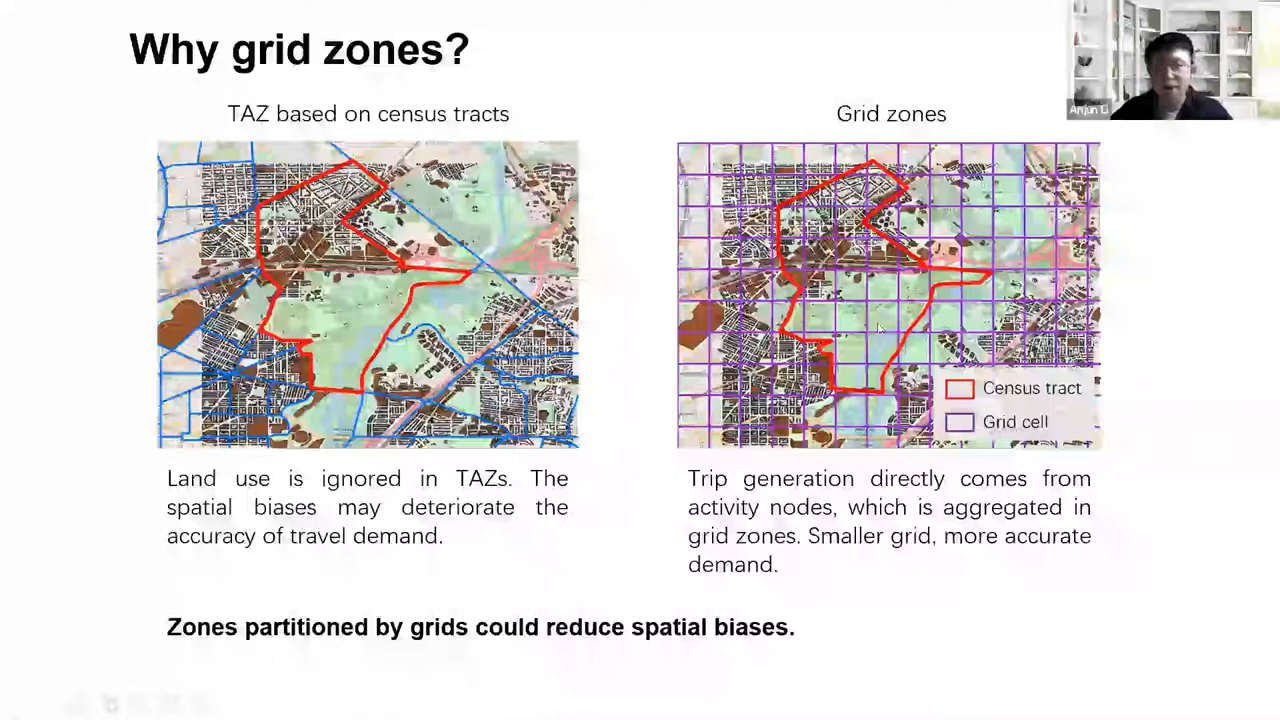 Why grid zones?
Anjun Li
TAZ based on census tracts
Grid zones
Census tract
Grid cell
Land use is ignored in TAZs. The
spatial biases may deteriorate the
accuracy of travel demand.
Trip generation directly comes from
activity nodes, which is aggregated in
grid zones. Smaller grid, more accurate
demand.
Zones partitioned by grids could reduce spatial biases.